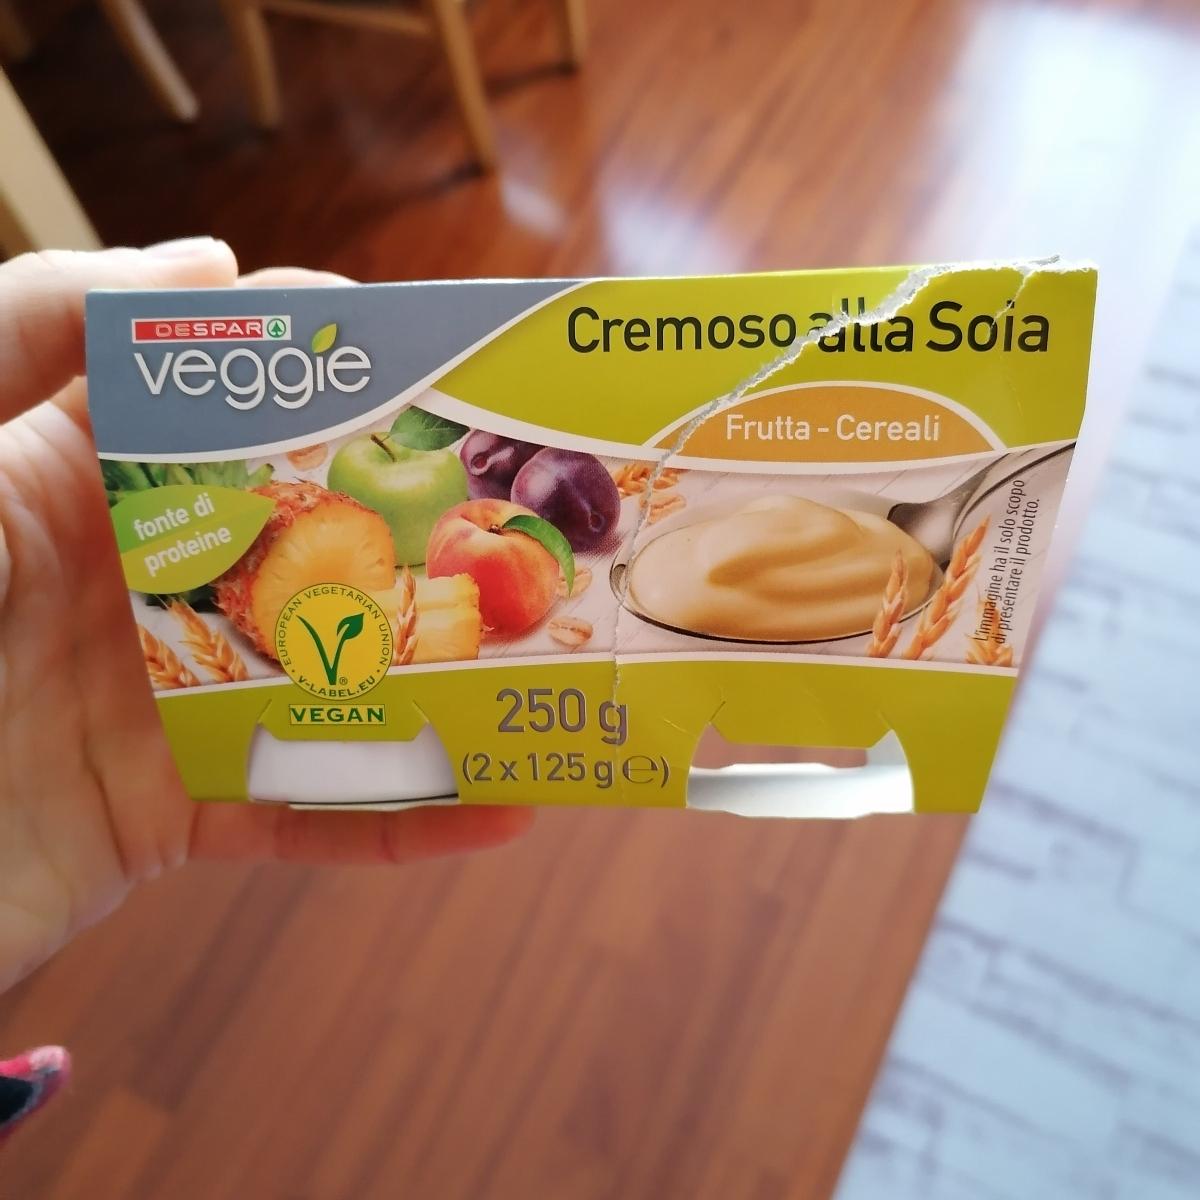 DESPAR
veggie
Cremoso alla Soia
Frutta - Cereali
fonte di
proteine
L'immagine ha il solo scopo
di presentare il prodotto.
EUROPEAN VEGETARIAN UNION
V-LABEL.EU
®
VEGAN
250 g
(2 x 125 g ℮)